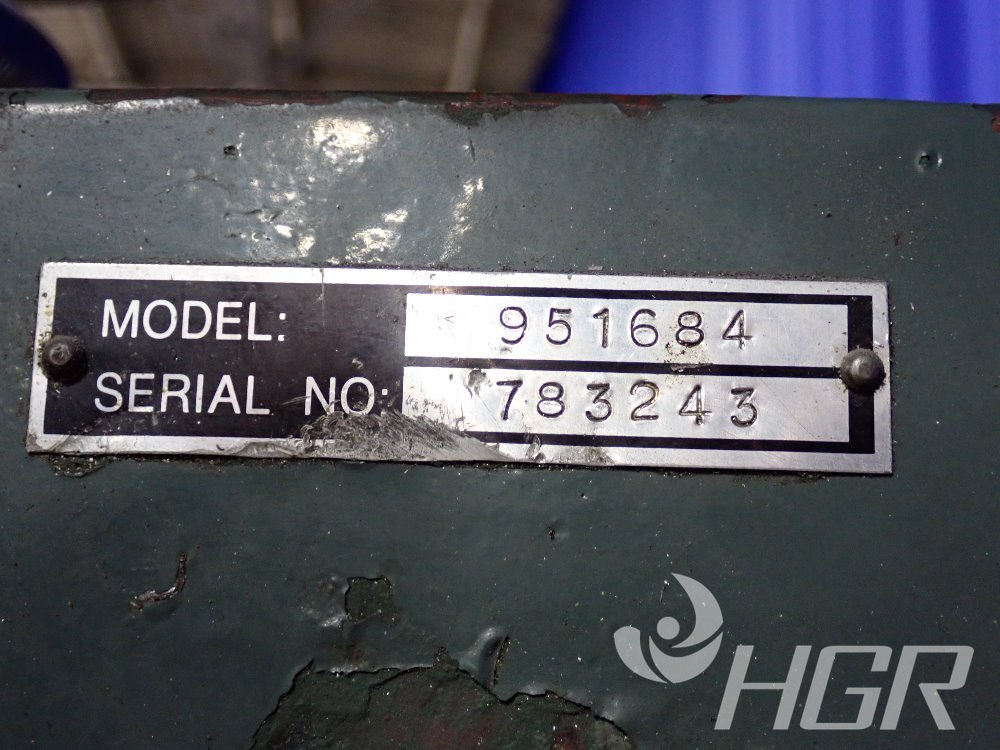 MODEL: 951684
SERIAL NO: 783243
HGR